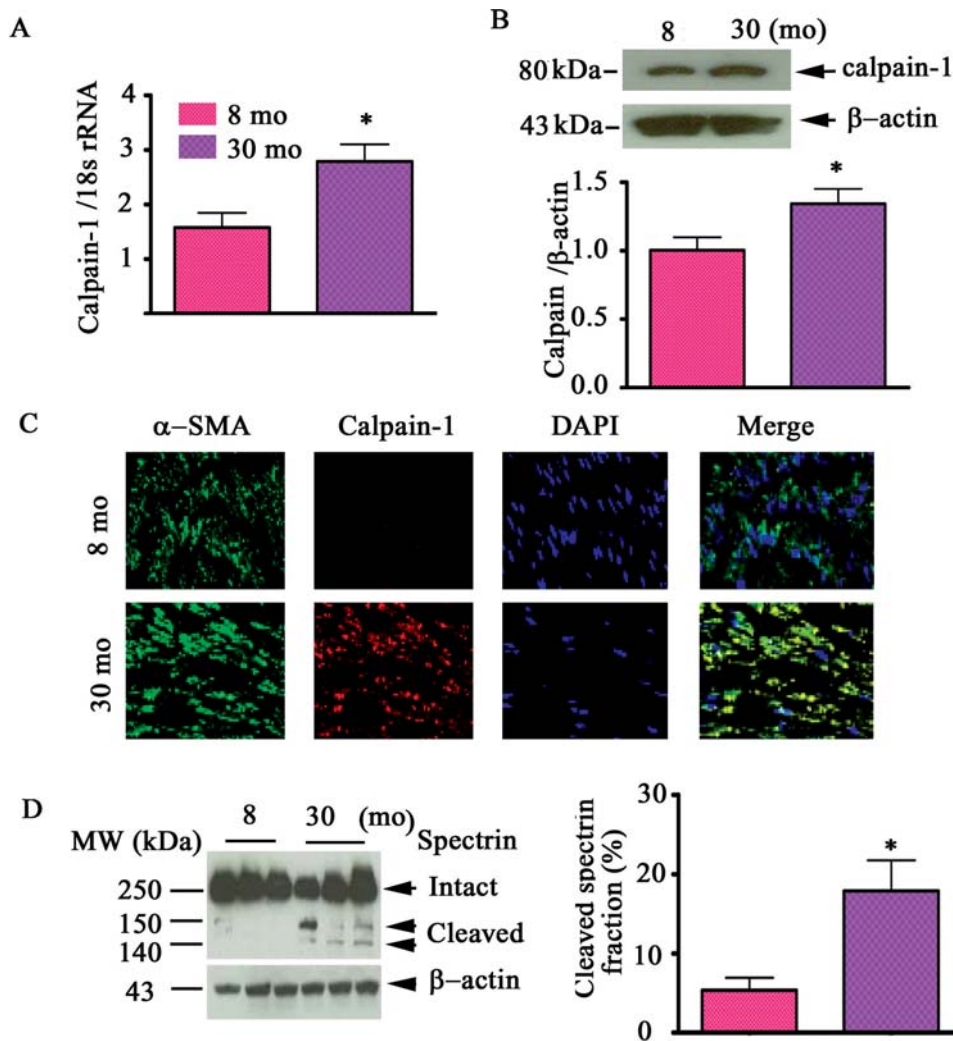 A
Calpain-1 /18s rRNA
4
3
2
1
8 mo
30 mo
*
B
8 30 (mo)
80 kDa calpain-1
43 kDa β-actin
Calpain /β-actin
1.5
1.0
0.5
0.0
*
C
α-SMA Calpain-1 DAPI Merge
8 mo
30 mo
D
8 30 (mo)
MW (kDa) Spectrin
250 Intact
150 Cleaved
140
43 β-actin
Cleaved spectrin
fraction (%)
30
20
10
0
*